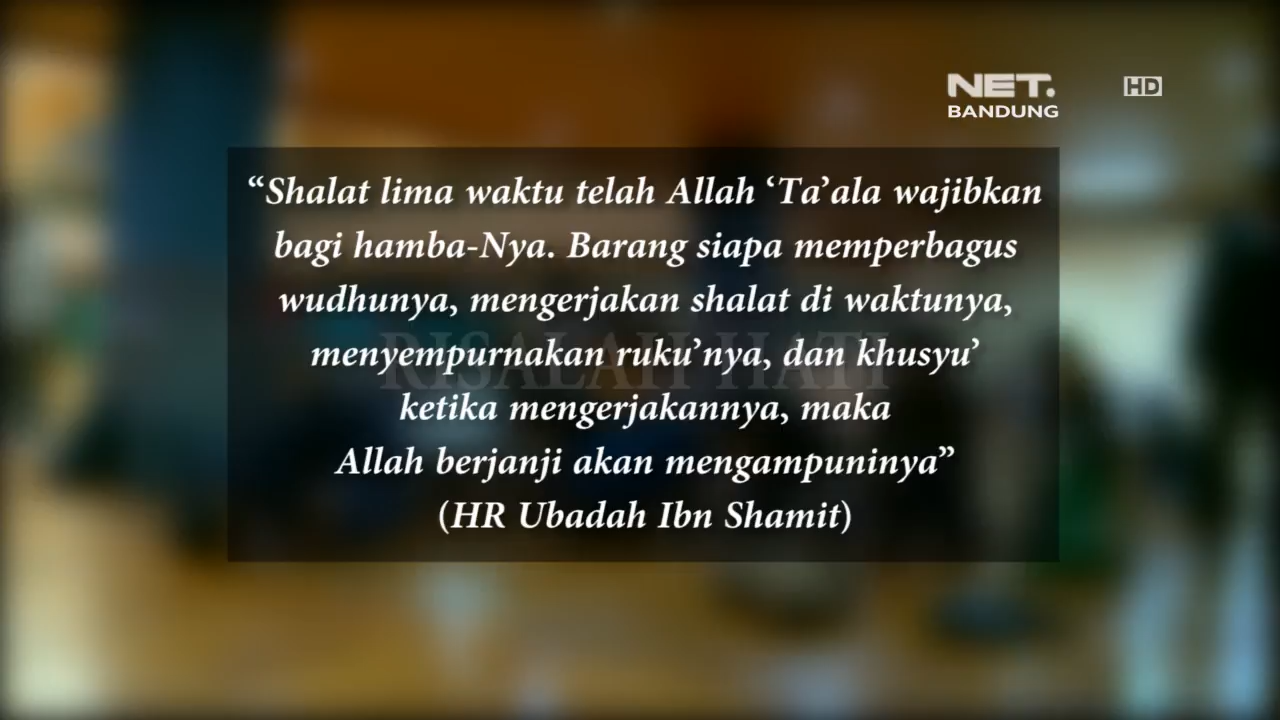 NET.
BANDUNG
HD
“Shalat lima waktu telah Allah ‘Ta’ala wajibkan
bagi hamba-Nya. Barang siapa memperbagus
wudhunya, mengerjakan shalat di waktunya,
menyempurnakan ruku’nya, dan khusyu’
ketika mengerjakannya, maka
Allah berjanji akan mengampuninya”
(HR Ubadah Ibn Shamit)
RISALAH HATI